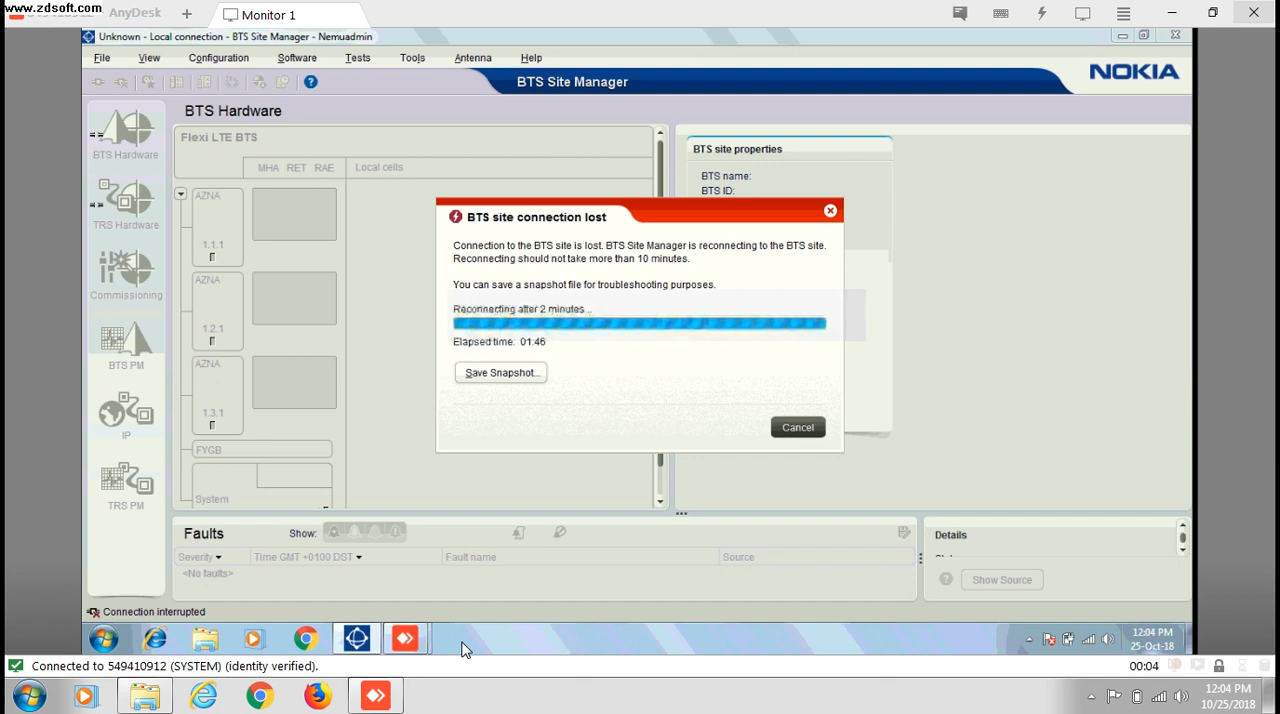 www.zdsoft.com
AnyDesk
Monitor 1
Unknown - Local connection - BTS Site Manager - Nemuadmin
File View Configuration Software Tests Tools Antenna Help
BTS Site Manager
NOKIA
BTS Hardware
TRS Hardware
Commissioning
BTS PM
IP
TRS PM
BTS Hardware
Flexi LTE BTS
MHA RET RAE Local cells
AZNA
1.1.1
AZNA
1.2.1
AZNA
1.3.1
FYGB
System
BTS site properties
BTS name:
BTS ID:
BTS site connection lost
Connection to the BTS site is lost. BTS Site Manager is reconnecting to the BTS site.
Reconnecting should not take more than 10 minutes.
You can save a snapshot file for troubleshooting purposes.
Reconnecting after 2 minutes...
Elapsed time: 01:46
Save Snapshot...
Cancel
Faults Show:
Severity Time GMT +0100 DST Fault name Source
<No faults>
Details
Show Source
Connection interrupted
12:04 PM
25-Oct-18
Connected to 549410912 (SYSTEM) (identity verified).
00:04
12:04 PM
10/25/2018